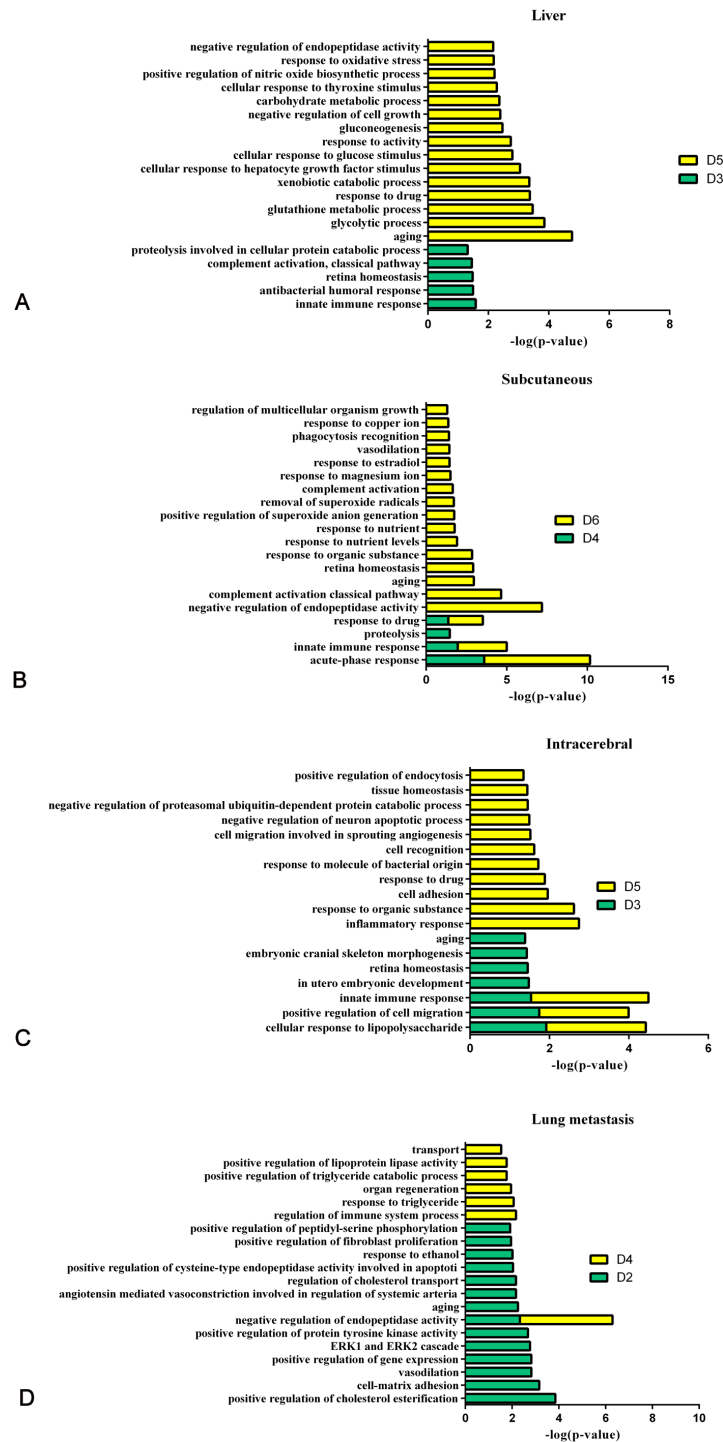 Liver
negative regulation of endopeptidase activity
response to oxidative stress
positive regulation of nitric oxide biosynthetic process
cellular response to thyroxine stimulus
carbohydrate metabolic process
negative regulation of cell growth
gluconeogenesis
response to activity
cellular response to glucose stimulus
cellular response to hepatocyte growth factor stimulus
xenobiotic catabolic process
response to drug
glutathione metabolic process
glycolytic process
aging
proteolysis involved in cellular protein catabolic process
complement activation, classical pathway
retina homeostasis
antibacterial humoral response
innate immune response
D5
D3
0 2 4 6 8
-log(p-value)
A
Subcutaneous
regulation of multicellular organism growth
response to copper ion
phagocytosis recognition
vasodilation
response to estradiol
response to magnesium ion
complement activation
removal of superoxide radicals
positive regulation of superoxide anion generation
response to nutrient
response to nutrient levels
response to organic substance
retina homeostasis
aging
complement activation classical pathway
negative regulation of endopeptidase activity
response to drug
proteolysis
innate immune response
acute-phase response
D6
D4
0 5 10 15
-log(p-value)
B
Intracerebral
positive regulation of endocytosis
tissue homeostasis
negative regulation of proteasomal ubiquitin-dependent protein catabolic process
negative regulation of neuron apoptotic process
cell migration involved in sprouting angiogenesis
cell recognition
response to molecule of bacterial origin
response to drug
cell adhesion
response to organic substance
inflammatory response
aging
embryonic cranial skeleton morphogenesis
retina homeostasis
in utero embryonic development
innate immune response
positive regulation of cell migration
cellular response to lipopolysaccharide
D5
D3
0 2 4 6
-log(p-value)
C
Lung metastasis
transport
positive regulation of lipoprotein lipase activity
positive regulation of triglyceride catabolic process
organ regeneration
response to triglyceride
regulation of immune system process
positive regulation of peptidyl-serine phosphorylation
positive regulation of fibroblast proliferation
response to ethanol
positive regulation of cysteine-type endopeptidase activity involved in apoptoti
regulation of cholesterol transport
angiotensin mediated vasoconstriction involved in regulation of systemic arteria
aging
negative regulation of endopeptidase activity
positive regulation of protein tyrosine kinase activity
ERK1 and ERK2 cascade
positive regulation of gene expression
vasodilation
cell-matrix adhesion
positive regulation of cholesterol esterification
D4
D2
0 2 4 6 8 10
-log(p-value)
D